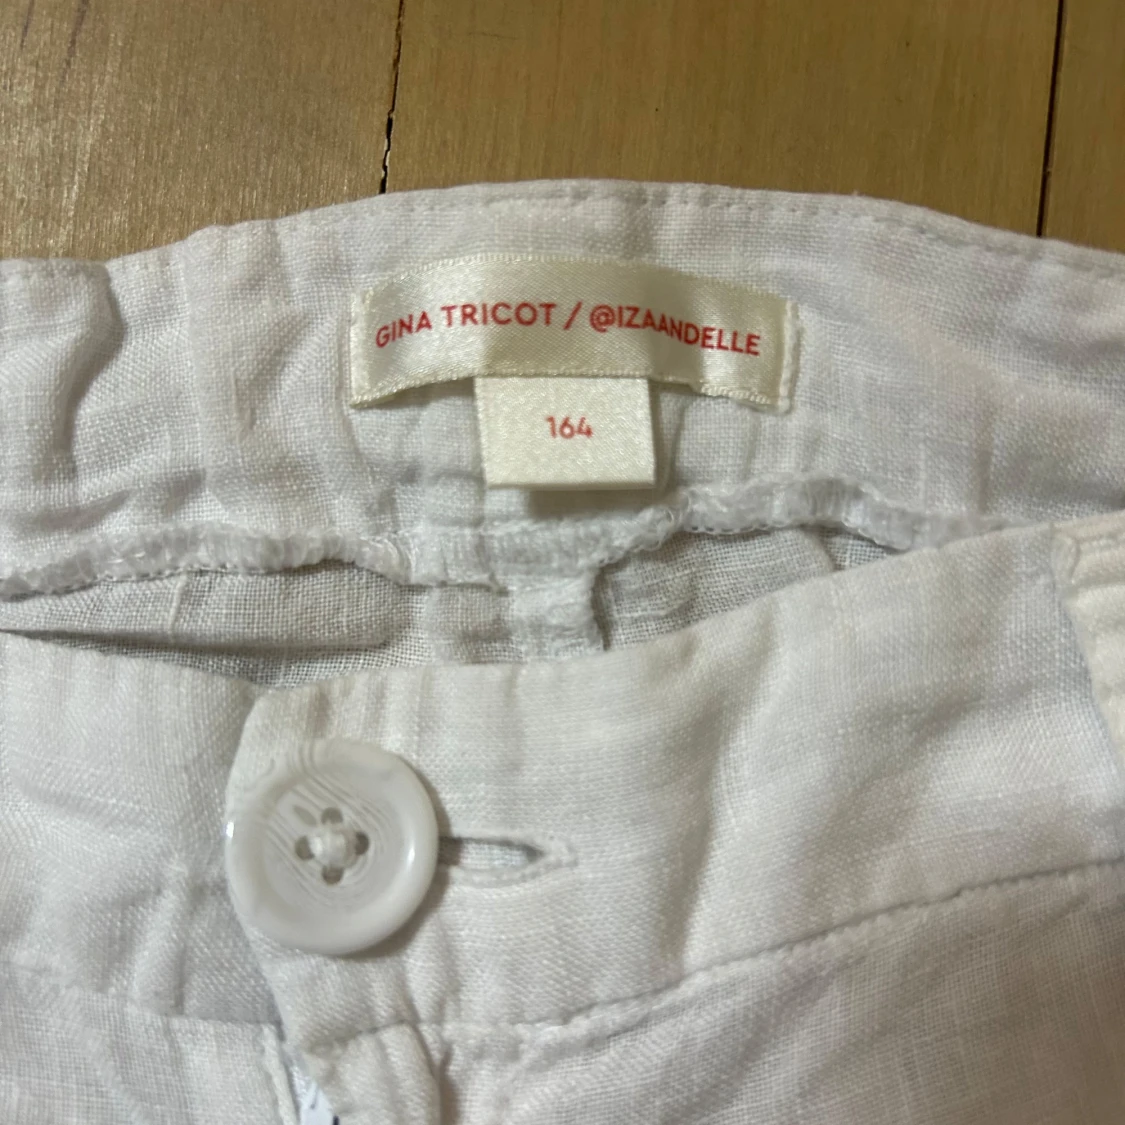 GINA TRICOT / @IZAANDELLE
164